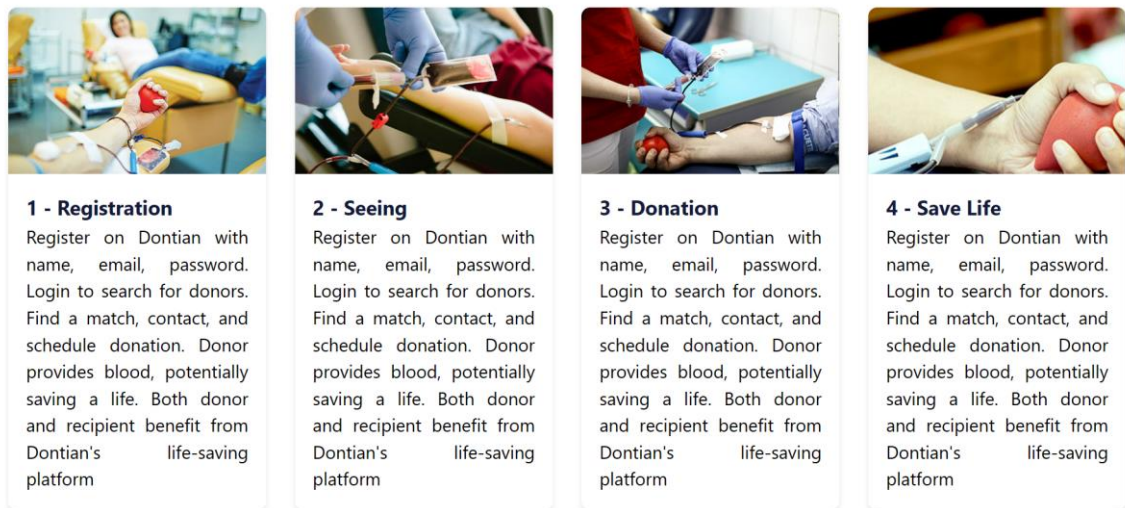 1 - Registration
Register on Dontian with
name, email, password.
Login to search for donors.
Find a match, contact, and
schedule donation. Donor
provides blood, potentially
saving a life. Both donor
and recipient benefit from
Dontian's life-saving
platform
2 - Seeing
Register on Dontian with
name, email, password.
Login to search for donors.
Find a match, contact, and
schedule donation. Donor
provides blood, potentially
saving a life. Both donor
and recipient benefit from
Dontian's life-saving
platform
3 - Donation
Register on Dontian with
name, email, password.
Login to search for donors.
Find a match, contact, and
schedule donation. Donor
provides blood, potentially
saving a life. Both donor
and recipient benefit from
Dontian's life-saving
platform
4 - Save Life
Register on Dontian with
name, email, password.
Login to search for donors.
Find a match, contact, and
schedule donation. Donor
provides blood, potentially
saving a life. Both donor
and recipient benefit from
Dontian's life-saving
platform